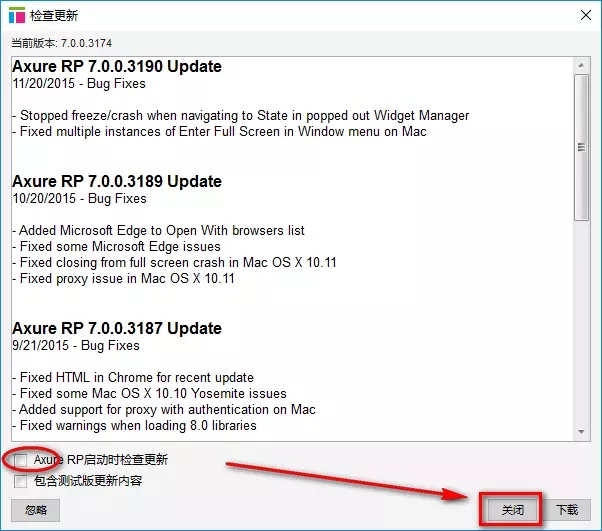 检查更新
当前版本: 7.0.0.3174
Axure RP 7.0.0.3190 Update
11/20/2015 - Bug Fixes
- Stopped freeze/crash when navigating to State in popped out Widget Manager
- Fixed multiple instances of Enter Full Screen in Window menu on Mac
Axure RP 7.0.0.3189 Update
10/20/2015 - Bug Fixes
- Added Microsoft Edge to Open With browsers list
- Fixed some Microsoft Edge issues
- Fixed closing from full screen crash in Mac OS X 10.11
- Fixed proxy issue in Mac OS X 10.11
Axure RP 7.0.0.3187 Update
9/21/2015 - Bug Fixes
- Fixed HTML in Chrome for recent update
- Fixed some Mac OS X 10.10 Yosemite issues
- Added support for proxy with authentication on Mac
- Fixed warnings when loading 8.0 libraries
Axure RP启动时检查更新
包含测试版更新内容
忽略 关闭 下载